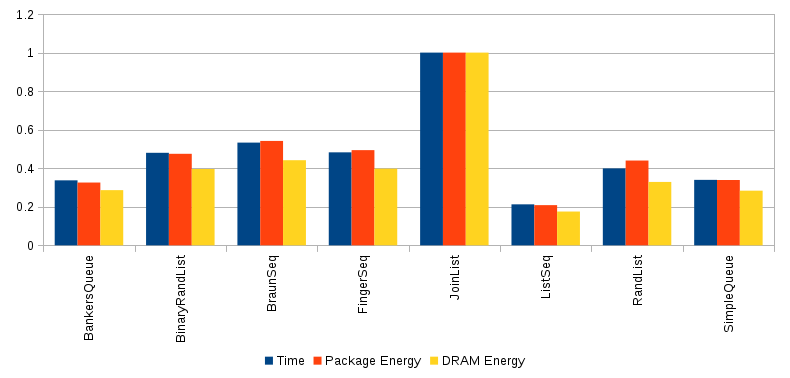 1.2
1
0.8
0.6
0.4
0.2
0
BankersQueue
BinaryRandList
BraunSeq
FingerSeq
JoinList
ListSeq
RandList
SimpleQueue
Time
Package Energy
DRAM Energy